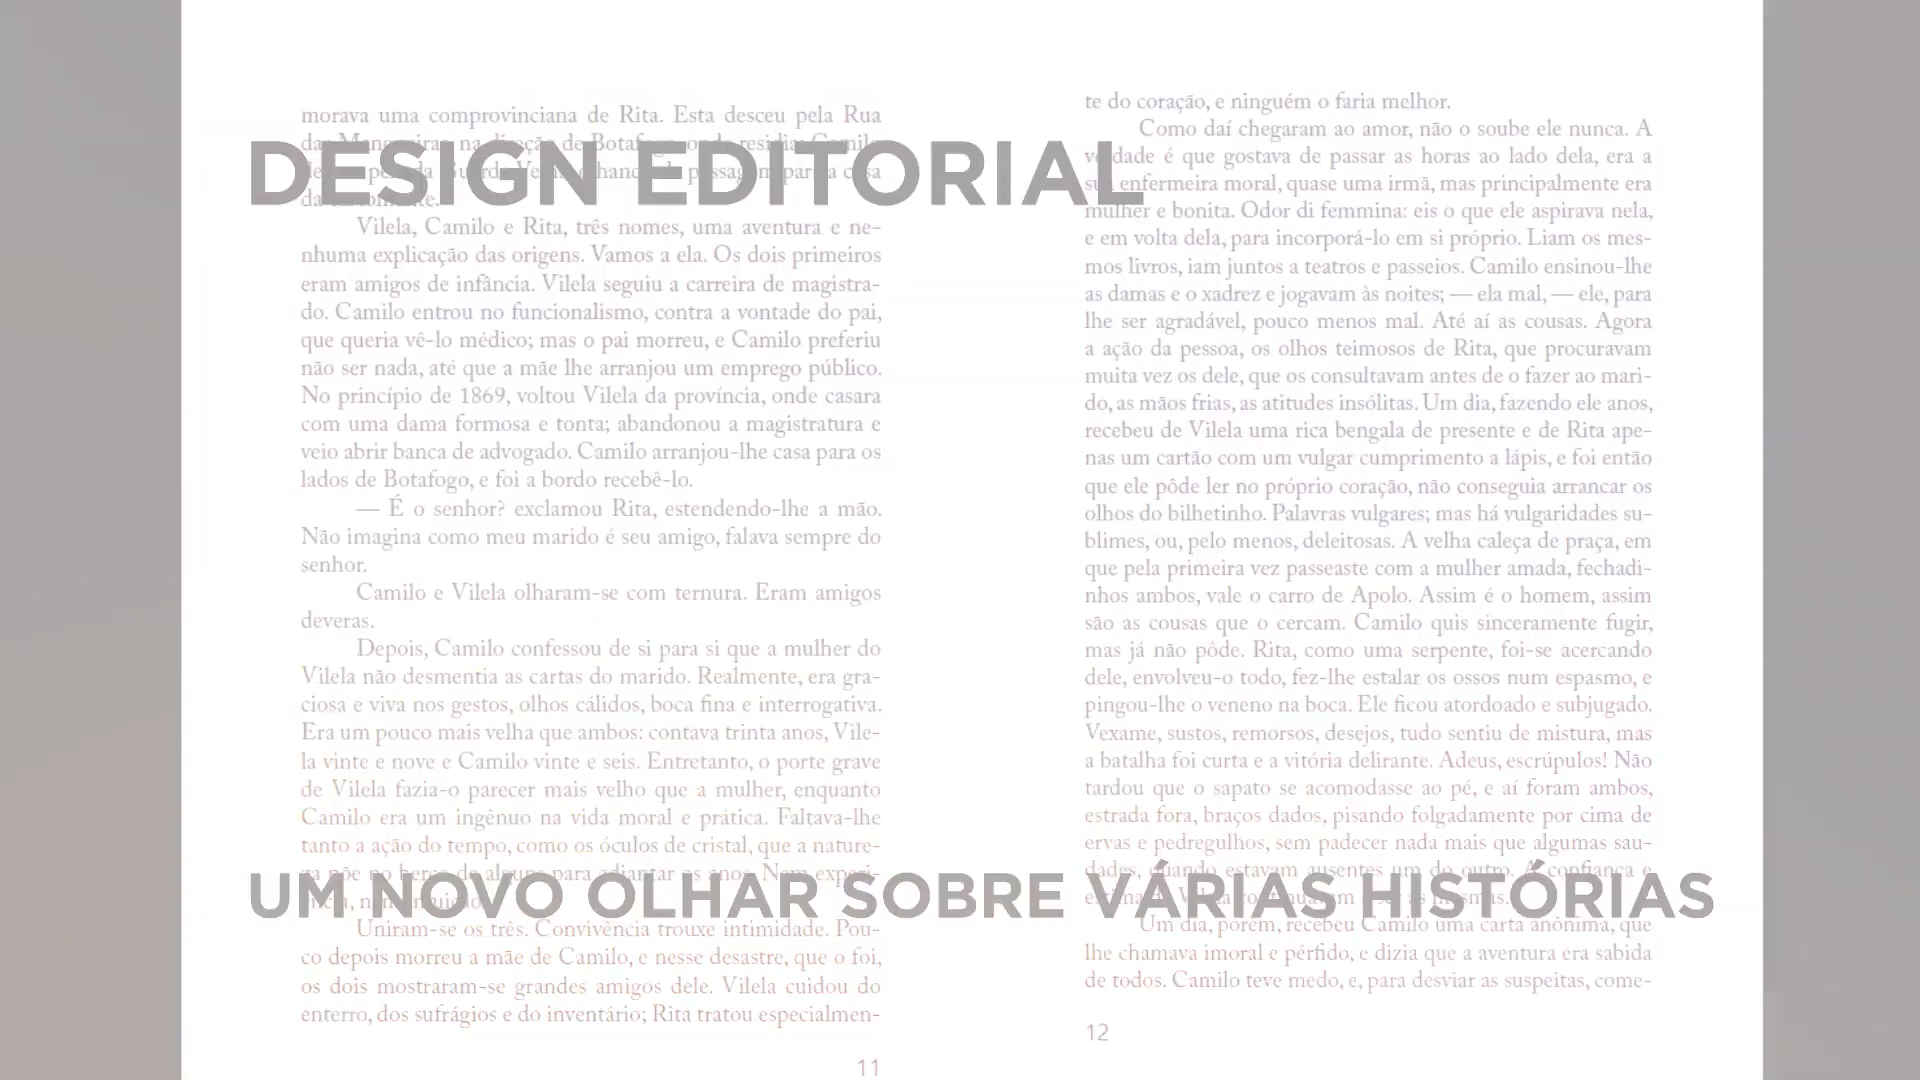 DESIGN EDITORIAL
morava uma comprovinciana de Rita. Esta desceu pela Rua
da
Vilela, Camilo e Rita, três nomes, uma aventura e ne-
nhuma explicação das origens. Vamos a ela. Os dois primeiros
eram amigos de infância. Vilela seguiu a carreira de magistra-
do. Camilo entrou no funcionalismo, contra a vontade do pai,
que queria vê-lo médico; mas o pai morreu, e Camilo preferiu
não ser nada, até que a mãe lhe arranjou um emprego público.
No princípio de 1869, voltou Vilela da província, onde casara
com uma dama formosa e tonta; abandonou a magistratura e
veio abrir banca de advogado. Camilo arranjou-lhe casa para os
lados de Botafogo, e foi a bordo recebê-lo.
— É o senhor? exclamou Rita, estendendo-lhe a mão.
Não imagina como meu marido é seu amigo, falava sempre do
senhor.
Camilo e Vilela olharam-se com ternura. Eram amigos
deveras.
Depois, Camilo confessou de si para si que a mulher do
Vilela não desmentia as cartas do marido. Realmente, era gra-
ciosa e viva nos gestos, olhos cálidos, boca fina e interrogativa.
Era um pouco mais velha que ambos: contava trinta anos, Vile-
la vinte e nove e Camilo vinte e seis. Entretanto, o porte grave
de Vilela fazia-o parecer mais velho que a mulher, enquanto
Camilo era um ingênuo na vida moral e prática. Faltava-lhe
tanto a ação do tempo, como os óculos de cristal, que a nature-
za põe no berço de alguns para adiantar os anos. Nem experi-
Uniram-se os três. Convivência trouxe intimidade. Pou-
co depois morreu a mãe de Camilo, e nesse desastre, que o foi,
os dois mostraram-se grandes amigos dele. Vilela cuidou do
enterro, dos sufrágios e do inventário; Rita tratou especialmen-
11
te do coração, e ninguém o faria melhor.
Como daí chegaram ao amor, não o soube ele nunca. A
verdade é que gostava de passar as horas ao lado dela, era a
sua enfermeira moral, quase uma irmã, mas principalmente era
mulher e bonita. Odor di femmina: eis o que ele aspirava nela,
e em volta dela, para incorporá-lo em si próprio. Liam os mes-
mos livros, iam juntos a teatros e passeios. Camilo ensinou-lhe
as damas e o xadrez e jogavam às noites; — ela mal, — ele, para
lhe ser agradável, pouco menos mal. Até aí as cousas. Agora
a ação da pessoa, os olhos teimosos de Rita, que procuravam
muita vez os dele, que os consultavam antes de o fazer ao mari-
do, as mãos frias, as atitudes insólitas. Um dia, fazendo ele anos,
recebeu de Vilela uma rica bengala de presente e de Rita ape-
nas um cartão com um vulgar cumprimento a lápis, e foi então
que ele pôde ler no próprio coração, não conseguia arrancar os
olhos do bilhetinho. Palavras vulgares; mas há vulgaridades su-
blimes, ou, pelo menos, deleitosas. A velha caleça de praça, em
que pela primeira vez passeaste com a mulher amada, fechadi-
nhos ambos, vale o carro de Apolo. Assim é o homem, assim
são as cousas que o cercam. Camilo quis sinceramente fugir,
mas já não pôde. Rita, como uma serpente, foi-se acercando
dele, envolveu-o todo, fez-lhe estalar os ossos num espasmo, e
pingou-lhe o veneno na boca. Ele ficou atordoado e subjugado.
Vexame, sustos, remorsos, desejos, tudo sentiu de mistura, mas
a batalha foi curta e a vitória delirante. Adeus, escrúpulos! Não
tardou que o sapato se acomodasse ao pé, e aí foram ambos,
estrada fora, braços dados, pisando folgadamente por cima de
ervas e pedregulhos, sem padecer nada mais que algumas sau-
dades, quando estavam ausentes um do outro. A confiança e
Um dia, porém, recebeu Camilo uma carta anônima, que
lhe chamava imoral e pérfido, e dizia que a aventura era sabida
de todos. Camilo teve medo, e, para desviar as suspeitas, come-
12
UM NOVO OLHAR SOBRE VÁRIAS HISTÓRIAS